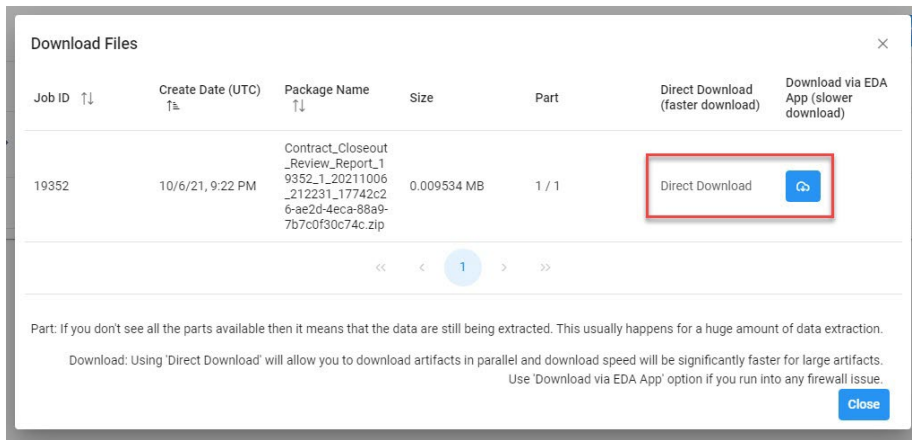 Download Files
Job ID
Create Date (UTC)
Package Name
Size
Part
Direct Download
(faster download)
Download via EDA
App (slower
download)
19352
10/6/21, 9:22 PM
Contract_Closeout
_Review_Report_1
9352_1_20211006
_212231_17742c2
6-ae2d-4eca-88a9-
7b7c0f30c74c.zip
0.009534 MB
1 / 1
Direct Download
<< < 1 > >>
Part: If you don't see all the parts available then it means that the data are still being extracted. This usually happens for a huge amount of data extraction.
Download: Using 'Direct Download' will allow you to download artifacts in parallel and download speed will be significantly faster for large artifacts.
Use 'Download via EDA App' option if you run into any firewall issue.
Close